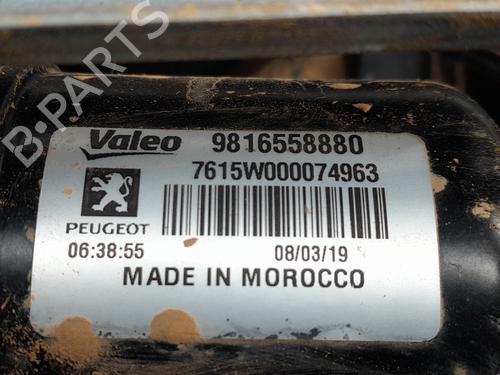 B-PARTS
Valeo 9816558880
7615W000074963
PEUGEOT
06:38:55 08/03/19
MADE IN MOROCCO